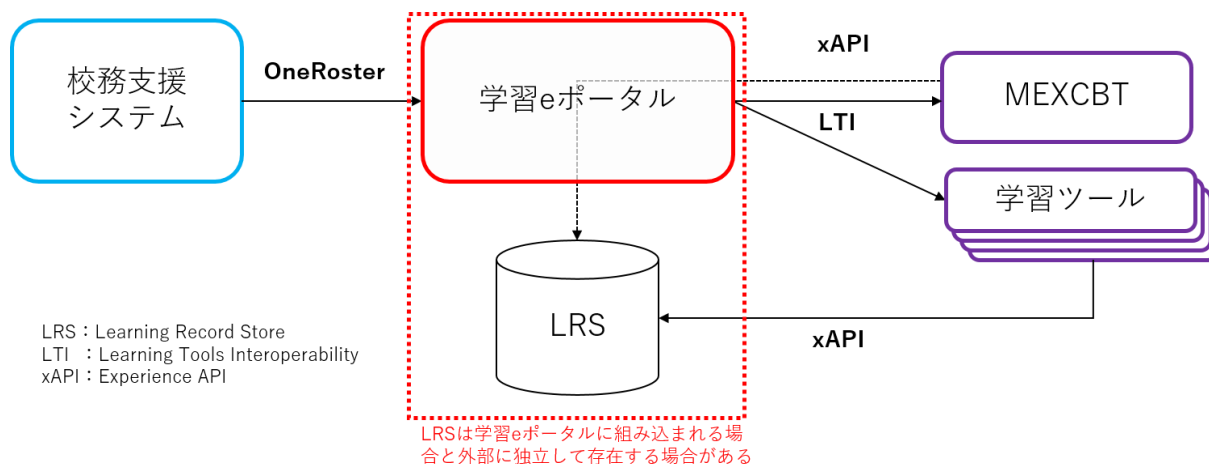 校務支援
システム
OneRoster
学習eポータル
xAPI
MEXCBT
LTI
学習ツール
LRS
xAPI
LRS：Learning Record Store
LTI ：Learning Tools Interoperability
xAPI：Experience API
LRSは学習eポータルに組み込まれる場
合と外部に独立して存在する場合がある